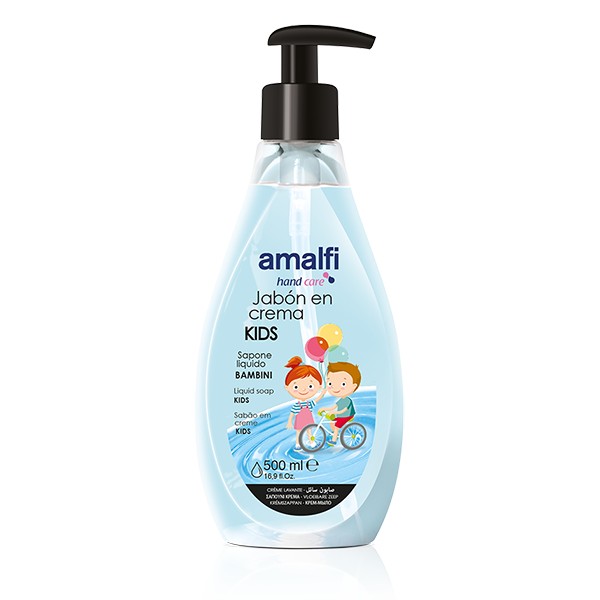 amalfi
hand care
Jabón en
crema
KIDS
Sapone
liquido
BAMBINI
Liquid soap
KIDS
Sabão em
creme
KIDS
500 ml ℮
16,9 fl.Oz.
CRÈME LAVANTE - صابون سائل
ΣΑΠΟΥΝΙ ΚΡΕΜΑ - VLOEIBARE ZEEP
KRÉMSZAPPAN - КРЕМ-МЫЛО